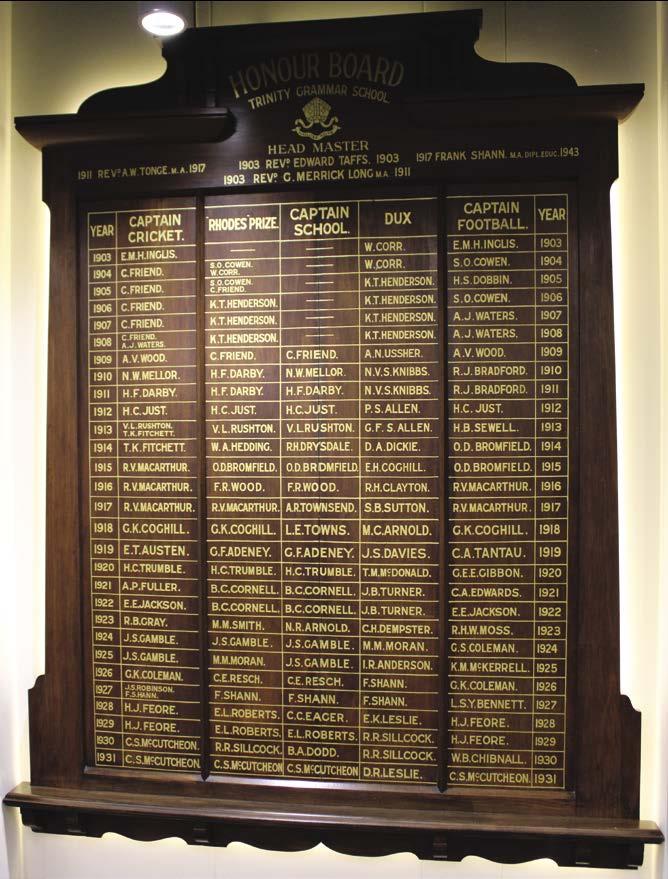 HONOUR BOARD
TRINITY GRAMMAR SCHOOL
HEAD MASTER
1903 REVD. EDWARD TAFFS. 1903
1911 REVD. A.W. TONGE. M.A. 1917 1917 FRANK SHANN. M.A. DIPL.EDUC. 1943
1903 REVD. G. MERRICK LONG M.A. 1911
YEAR CAPTAIN CRICKET. RHODES PRIZE. CAPTAIN SCHOOL. DUX CAPTAIN FOOTBALL. YEAR
1903 E.M.H.INGLIS. — — W.CORR. E.M.H.INGLIS. 1903
1904 C.FRIEND. S.O.COWEN. W.CORR. — W.CORR. S.O.COWEN. 1904
1905 C.FRIEND. S.O.COWEN. C.FRIEND. — K.T.HENDERSON. H.S.DOBBIN. 1905
1906 C.FRIEND. K.T.HENDERSON. — K.T.HENDERSON. S.O.COWEN. 1906
1907 C.FRIEND. K.T.HENDERSON. — K.T.HENDERSON. A.J.WATERS. 1907
1908 C.FRIEND. A.J.WATERS. K.T.HENDERSON. — K.T.HENDERSON. A.J.WATERS. 1908
1909 A.V.WOOD. C.FRIEND. C.FRIEND. A.N.USSHER. A.V.WOOD. 1909
1910 N.W.MELLOR. H.F.DARBY. N.W.MELLOR. N.V.S.KNIBBS. R.J.BRADFORD. 1910
1911 H.F.DARBY. H.F.DARBY. H.F.DARBY. N.V.S.KNIBBS. R.J.BRADFORD. 1911
1912 H.C.JUST. H.C.JUST. H.C.JUST. P.S.ALLEN. H.C.JUST. 1912
1913 V.L.RUSHTON. T.K.FITCHETT. V.L.RUSHTON. V.L.RUSHTON. G.F.S.ALLEN. H.B.SEWELL. 1913
1914 T.K.FITCHETT. W.A.HEDDING. R.H.DRYSDALE. D.A.DICKIE. O.D.BROMFIELD. 1914
1915 R.V.MACARTHUR. O.D.BROMFIELD. O.D.BROMFIELD. E.H.COGHILL. O.D.BROMFIELD. 1915
1916 R.V.MACARTHUR. F.R.WOOD. F.R.WOOD. R.H.CLAYTON. R.V.MACARTHUR. 1916
1917 R.V.MACARTHUR. R.V.MACARTHUR. A.R.TOWNSEND. S.B.SUTTON. R.V.MACARTHUR. 1917
1918 G.K.COGHILL. G.K.COGHILL. L.E.TOWNS. M.C.ARNOLD. G.K.COGHILL. 1918
1919 E.T.AUSTEN. G.F.ADENEY. G.F.ADENEY. J.S.DAVIES. C.A.TANTAU. 1919
1920 H.C.TRUMBLE. H.C.TRUMBLE. H.C.TRUMBLE. T.M.McDONALD. G.E.E.GIBBON. 1920
1921 A.P.FULLER. B.C.CORNELL. B.C.CORNELL. J.B.TURNER. C.A.EDWARDS. 1921
1922 E.E.JACKSON. B.C.CORNELL. B.C.CORNELL. J.B.TURNER. E.E.JACKSON. 1922
1923 R.B.GRAY. M.M.SMITH. N.R.ARNOLD. C.H.DEMPSTER. R.H.W.MOSS. 1923
1924 J.S.GAMBLE. J.S.GAMBLE. J.S.GAMBLE. M.M.MORAN. G.S.COLEMAN. 1924
1925 J.S.GAMBLE. M.M.MORAN. J.S.GAMBLE. I.R.ANDERSON. K.M.McKERRELL. 1925
1926 G.K.COLEMAN. C.E.RESCH. C.E.RESCH. F.SHANN. G.K.COLEMAN. 1926
1927 J.S.ROBINSON. F.S.HANN. F.SHANN. F.SHANN. F.SHANN. L.S.Y.BENNETT. 1927
1928 H.J.FEORE. E.L.ROBERTS. C.C.EAGER. E.K.LESLIE. H.J.FEORE. 1928
1929 H.J.FEORE. E.L.ROBERTS. E.L.ROBERTS. R.R.SILLCOCK. H.J.FEORE. 1929
1930 C.S.McCUTCHEON. R.R.SILLCOCK. B.A.DODD. R.R.SILLCOCK. W.B.CHIBNALL. 1930
1931 C.S.McCUTCHEON. C.S.McCUTCHEON C.S.McCUTCHEON D.R.LESLIE. C.S.McCUTCHEON 1931